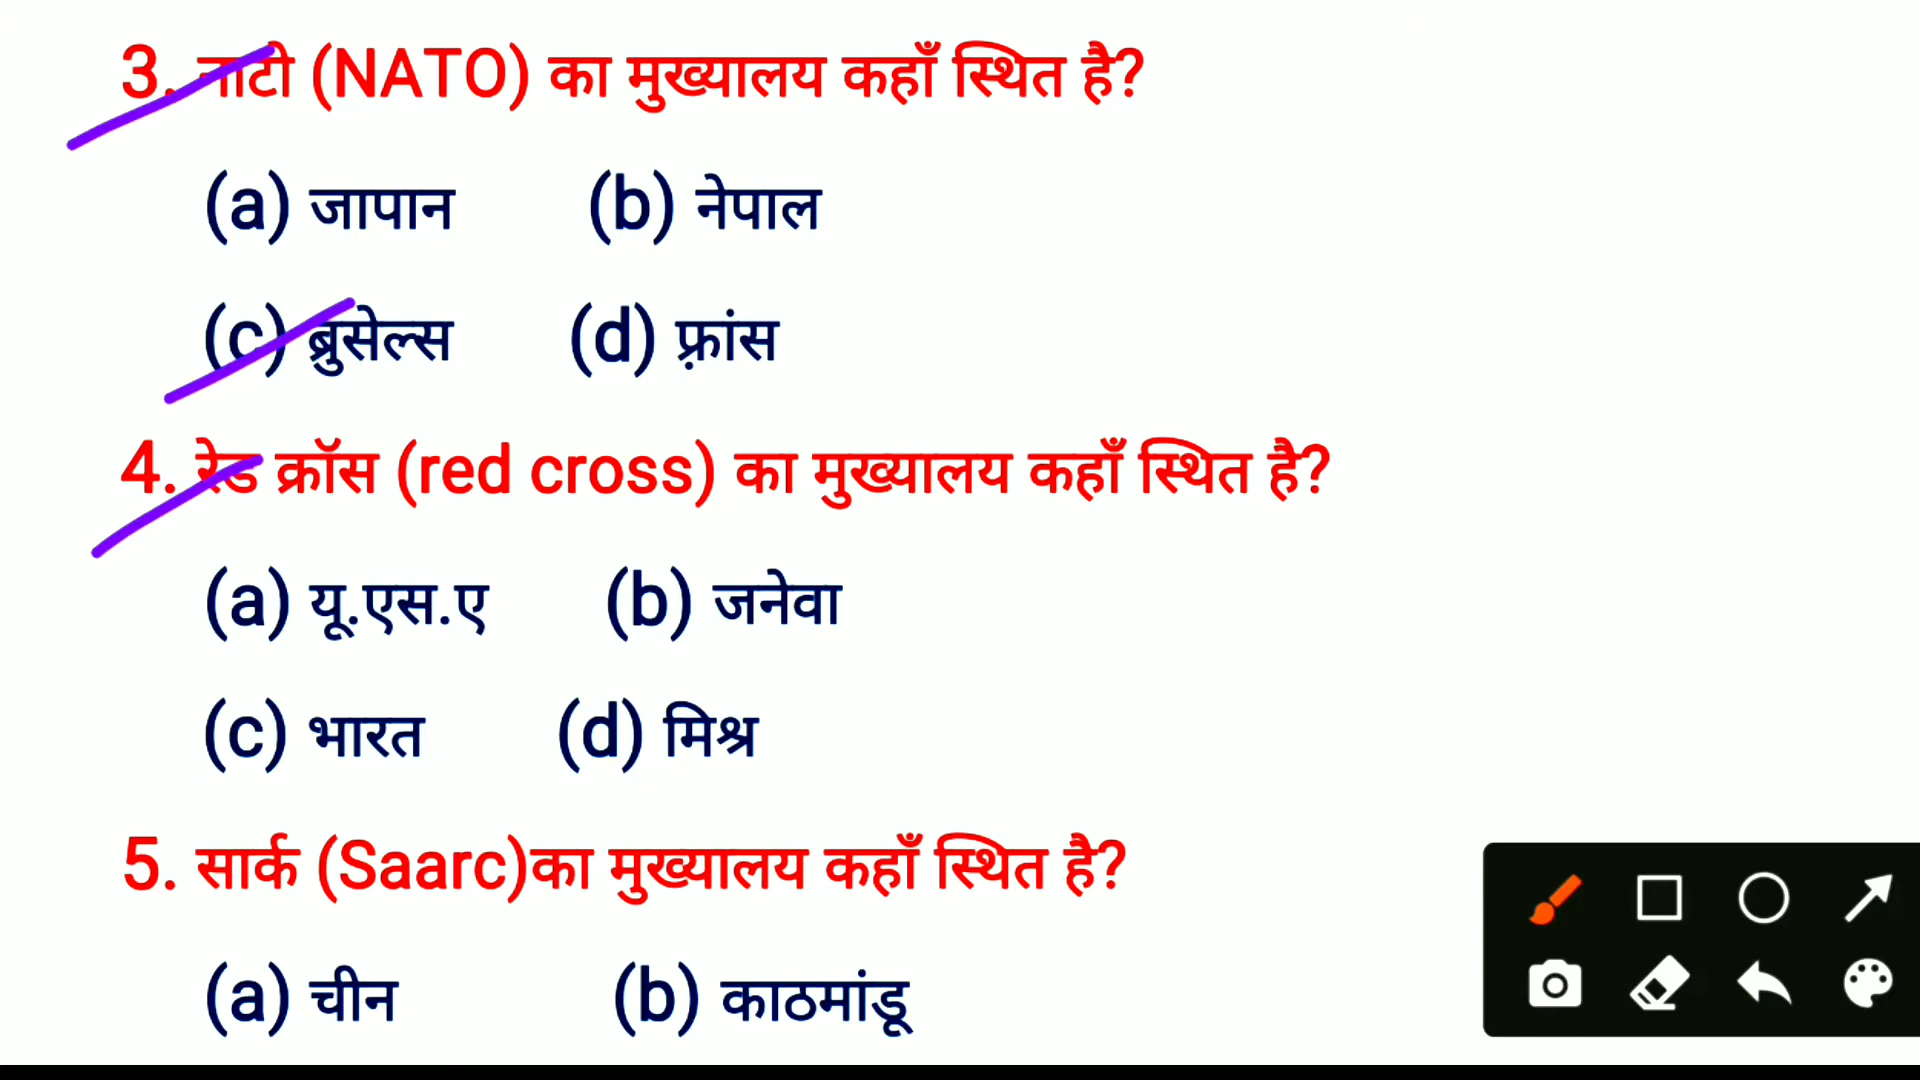 3. नाटो (NATO) का मुख्यालय कहाँ स्थित है?
(a) जापान (b) नेपाल
(c) ब्रुसेल्स (d) फ़्रांस
4. रेड क्रॉस (red cross) का मुख्यालय कहाँ स्थित है?
(a) यू.एस.ए (b) जनेवा
(c) भारत (d) मिश्र
5. सार्क (Saarc)का मुख्यालय कहाँ स्थित है?
(a) चीन (b) काठमांडू